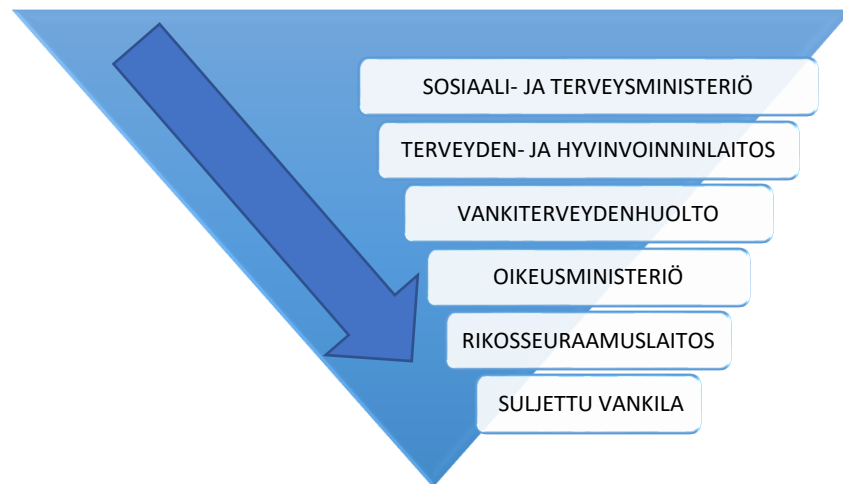 SOSIAALI- JA TERVEYSMINISTERIÖ
TERVEYDEN- JA HYVINVOINNINLAITOS
VANKITERVEYDENHUOLTO
OIKEUSMINISTERIÖ
RIKOSSEURAAMUSLAITOS
SULJETTU VANKILA